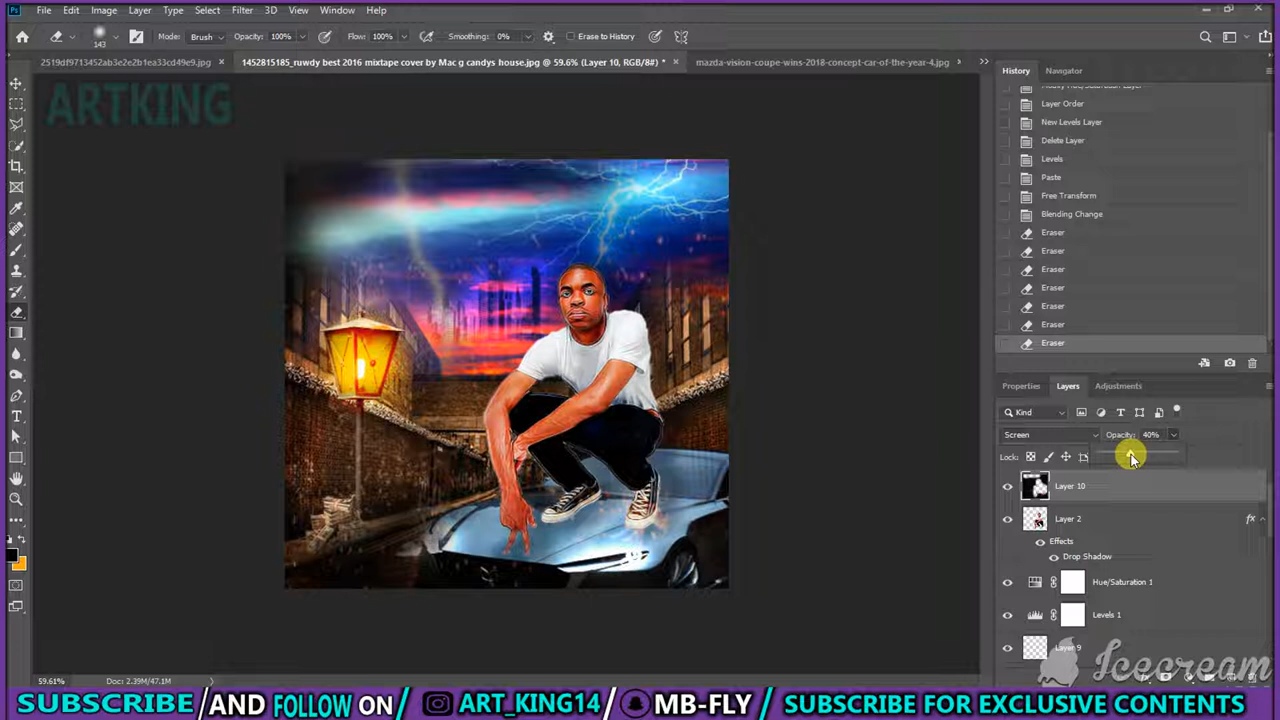 Ps File Edit Image Layer Type Select Filter 3D View Window Help
143 Mode: Brush Opacity: 100% Flow: 100% Smoothing: 0% Erase to History
2519df9713452ab3e2e2b1ea33cd49e9.jpg × 1452815185_ruwdy best 2016 mixtape cover by Mac g candys house.jpg @ 59.6% (Layer 10, RGB/8#) * × mazda-vision-coupe-wins-2018-concept-car-of-the-year-4.jpg
ARTKING
History Navigator
Modify Hue/Saturation Layer
Layer Order
New Levels Layer
Delete Layer
Levels
Paste
Free Transform
Blending Change
Eraser
Eraser
Eraser
Eraser
Eraser
Eraser
Eraser
Properties Layers Adjustments
Kind
Screen Opacity: 40%
Lock:
Layer 10
Layer 2 fx
Effects
Drop Shadow
Hue/Saturation 1
Levels 1
Layer 9
Icecream
59.61% Doc: 2.39M/47.1M
SUBSCRIBE/AND FOLLOW ON/ ART_KING14/ MB-FLY/ SUBSCRIBE FOR EXCLUSIVE CONTENTS